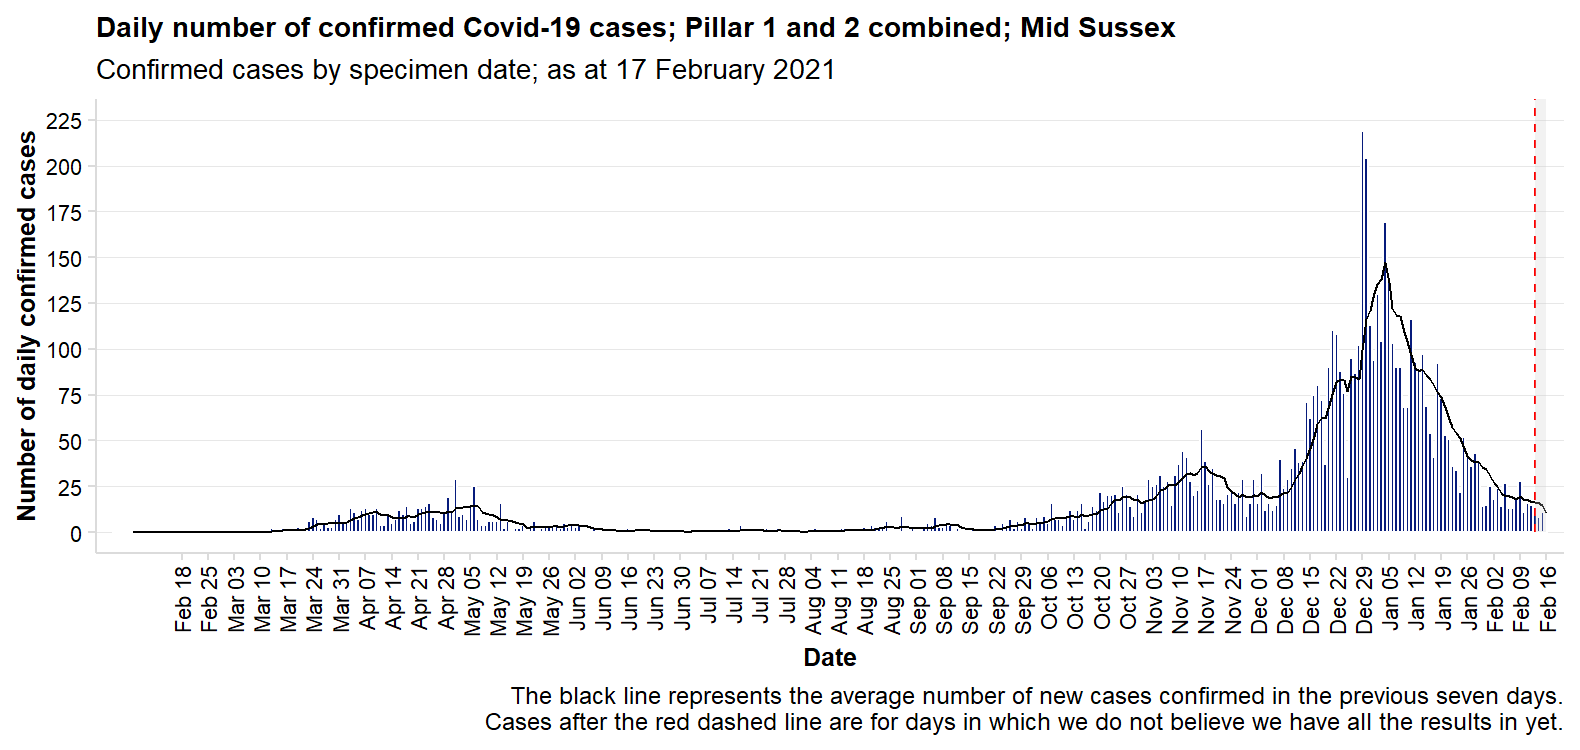 Daily number of confirmed Covid-19 cases; Pillar 1 and 2 combined; Mid Sussex
Confirmed cases by specimen date; as at 17 February 2021
Number of daily confirmed cases
225
200
175
150
125
100
75
50
25
0
Feb 18
Feb 25
Mar 03
Mar 10
Mar 17
Mar 24
Mar 31
Apr 07
Apr 14
Apr 21
Apr 28
May 05
May 12
May 19
May 26
Jun 02
Jun 09
Jun 16
Jun 23
Jun 30
Jul 07
Jul 14
Jul 21
Jul 28
Aug 04
Aug 11
Aug 18
Aug 25
Sep 01
Sep 08
Sep 15
Sep 22
Sep 29
Oct 06
Oct 13
Oct 20
Oct 27
Nov 03
Nov 10
Nov 17
Nov 24
Dec 01
Dec 08
Dec 15
Dec 22
Dec 29
Jan 05
Jan 12
Jan 19
Jan 26
Feb 02
Feb 09
Feb 16
Date
The black line represents the average number of new cases confirmed in the previous seven days.
Cases after the red dashed line are for days in which we do not believe we have all the results in yet.